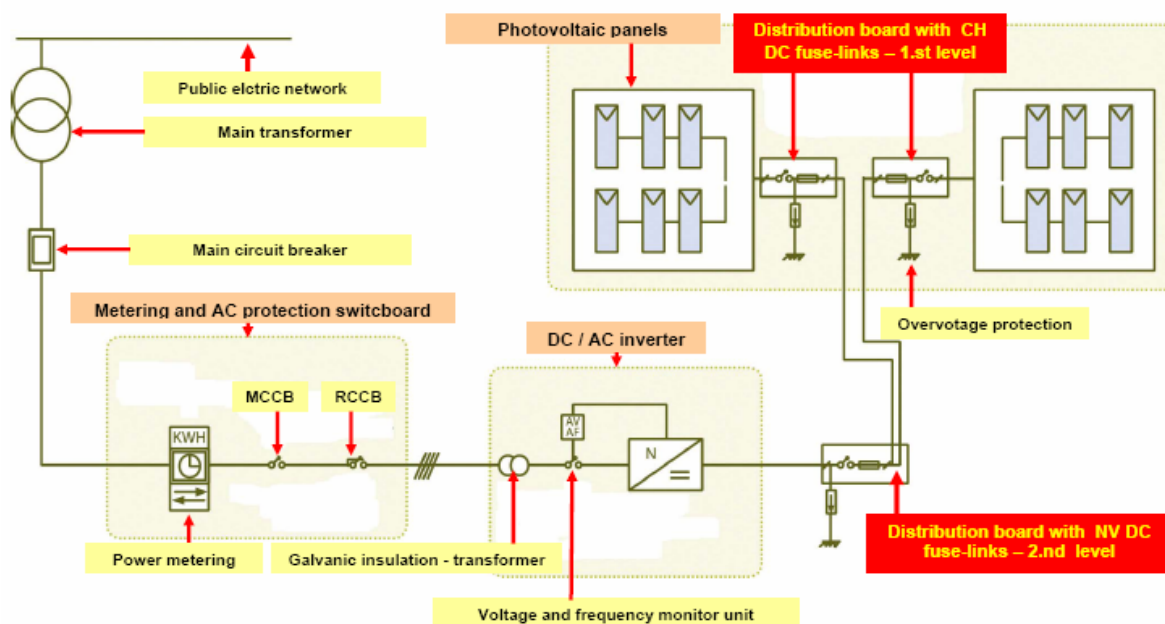 Photovoltaic panels
Distribution board with CH
DC fuse-links – 1.st level
Public elctric network
Main transformer
Main circuit breaker
Metering and AC protection switcboard
Overvotage protection
DC / AC inverter
MCCB
RCCB
AV
AF
KWH
N
Distribution board with NV DC
fuse-links – 2.nd level
Power metering
Galvanic insulation - transformer
Voltage and frequency monitor unit